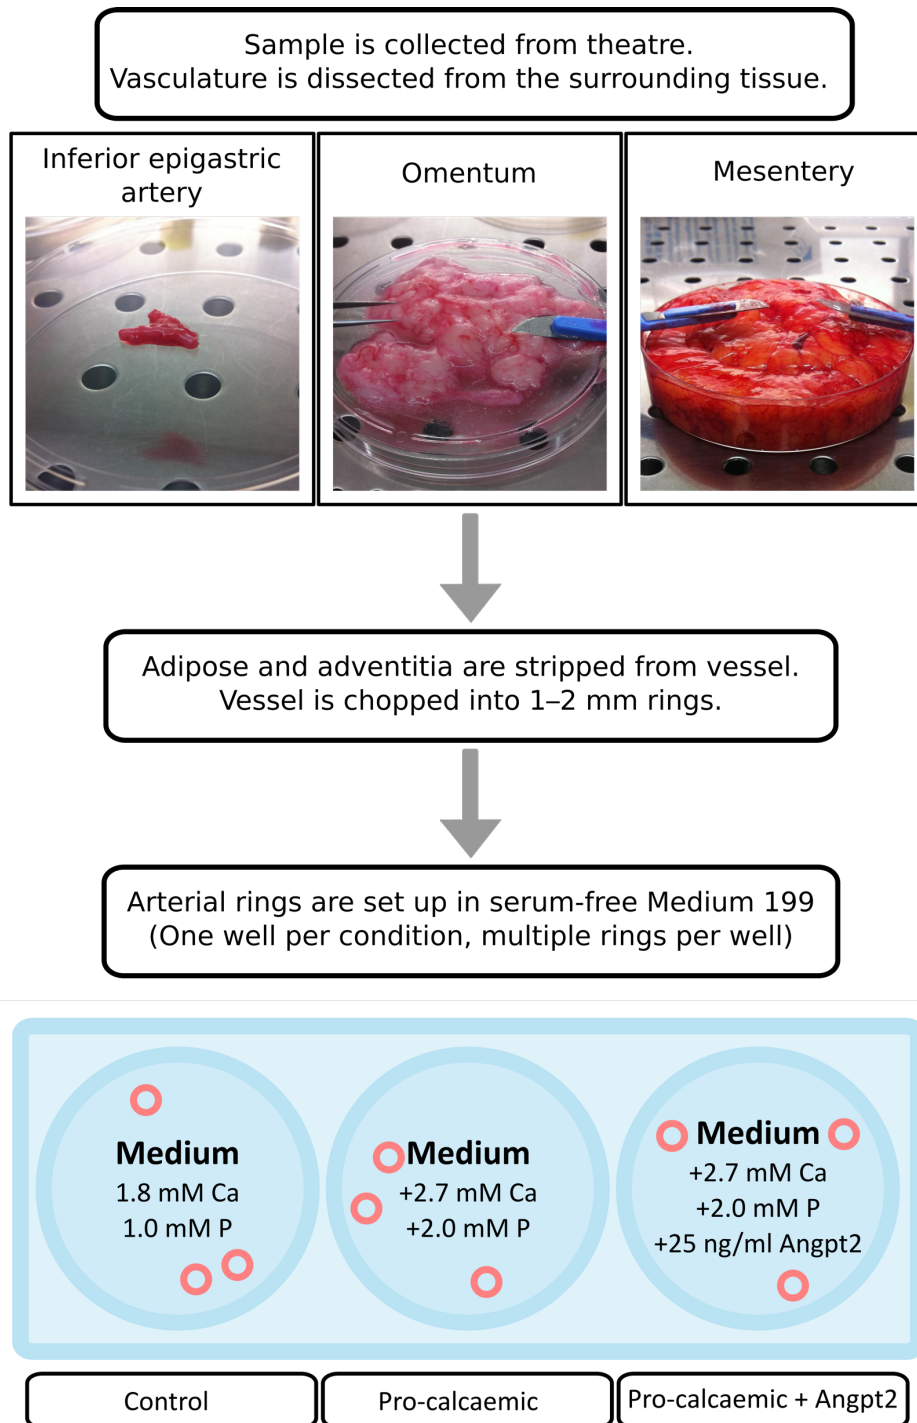 Sample is collected from theatre.
Vasculature is dissected from the surrounding tissue.
Inferior epigastric
artery
Omentum
Mesentery
Adipose and adventitia are stripped from vessel.
Vessel is chopped into 1–2 mm rings.
Arterial rings are set up in serum-free Medium 199
(One well per condition, multiple rings per well)
Medium
1.8 mM Ca
1.0 mM P
Medium
+2.7 mM Ca
+2.0 mM P
Medium
+2.7 mM Ca
+2.0 mM P
+25 ng/ml Angpt2
Control
Pro-calcaemic
Pro-calcaemic + Angpt2